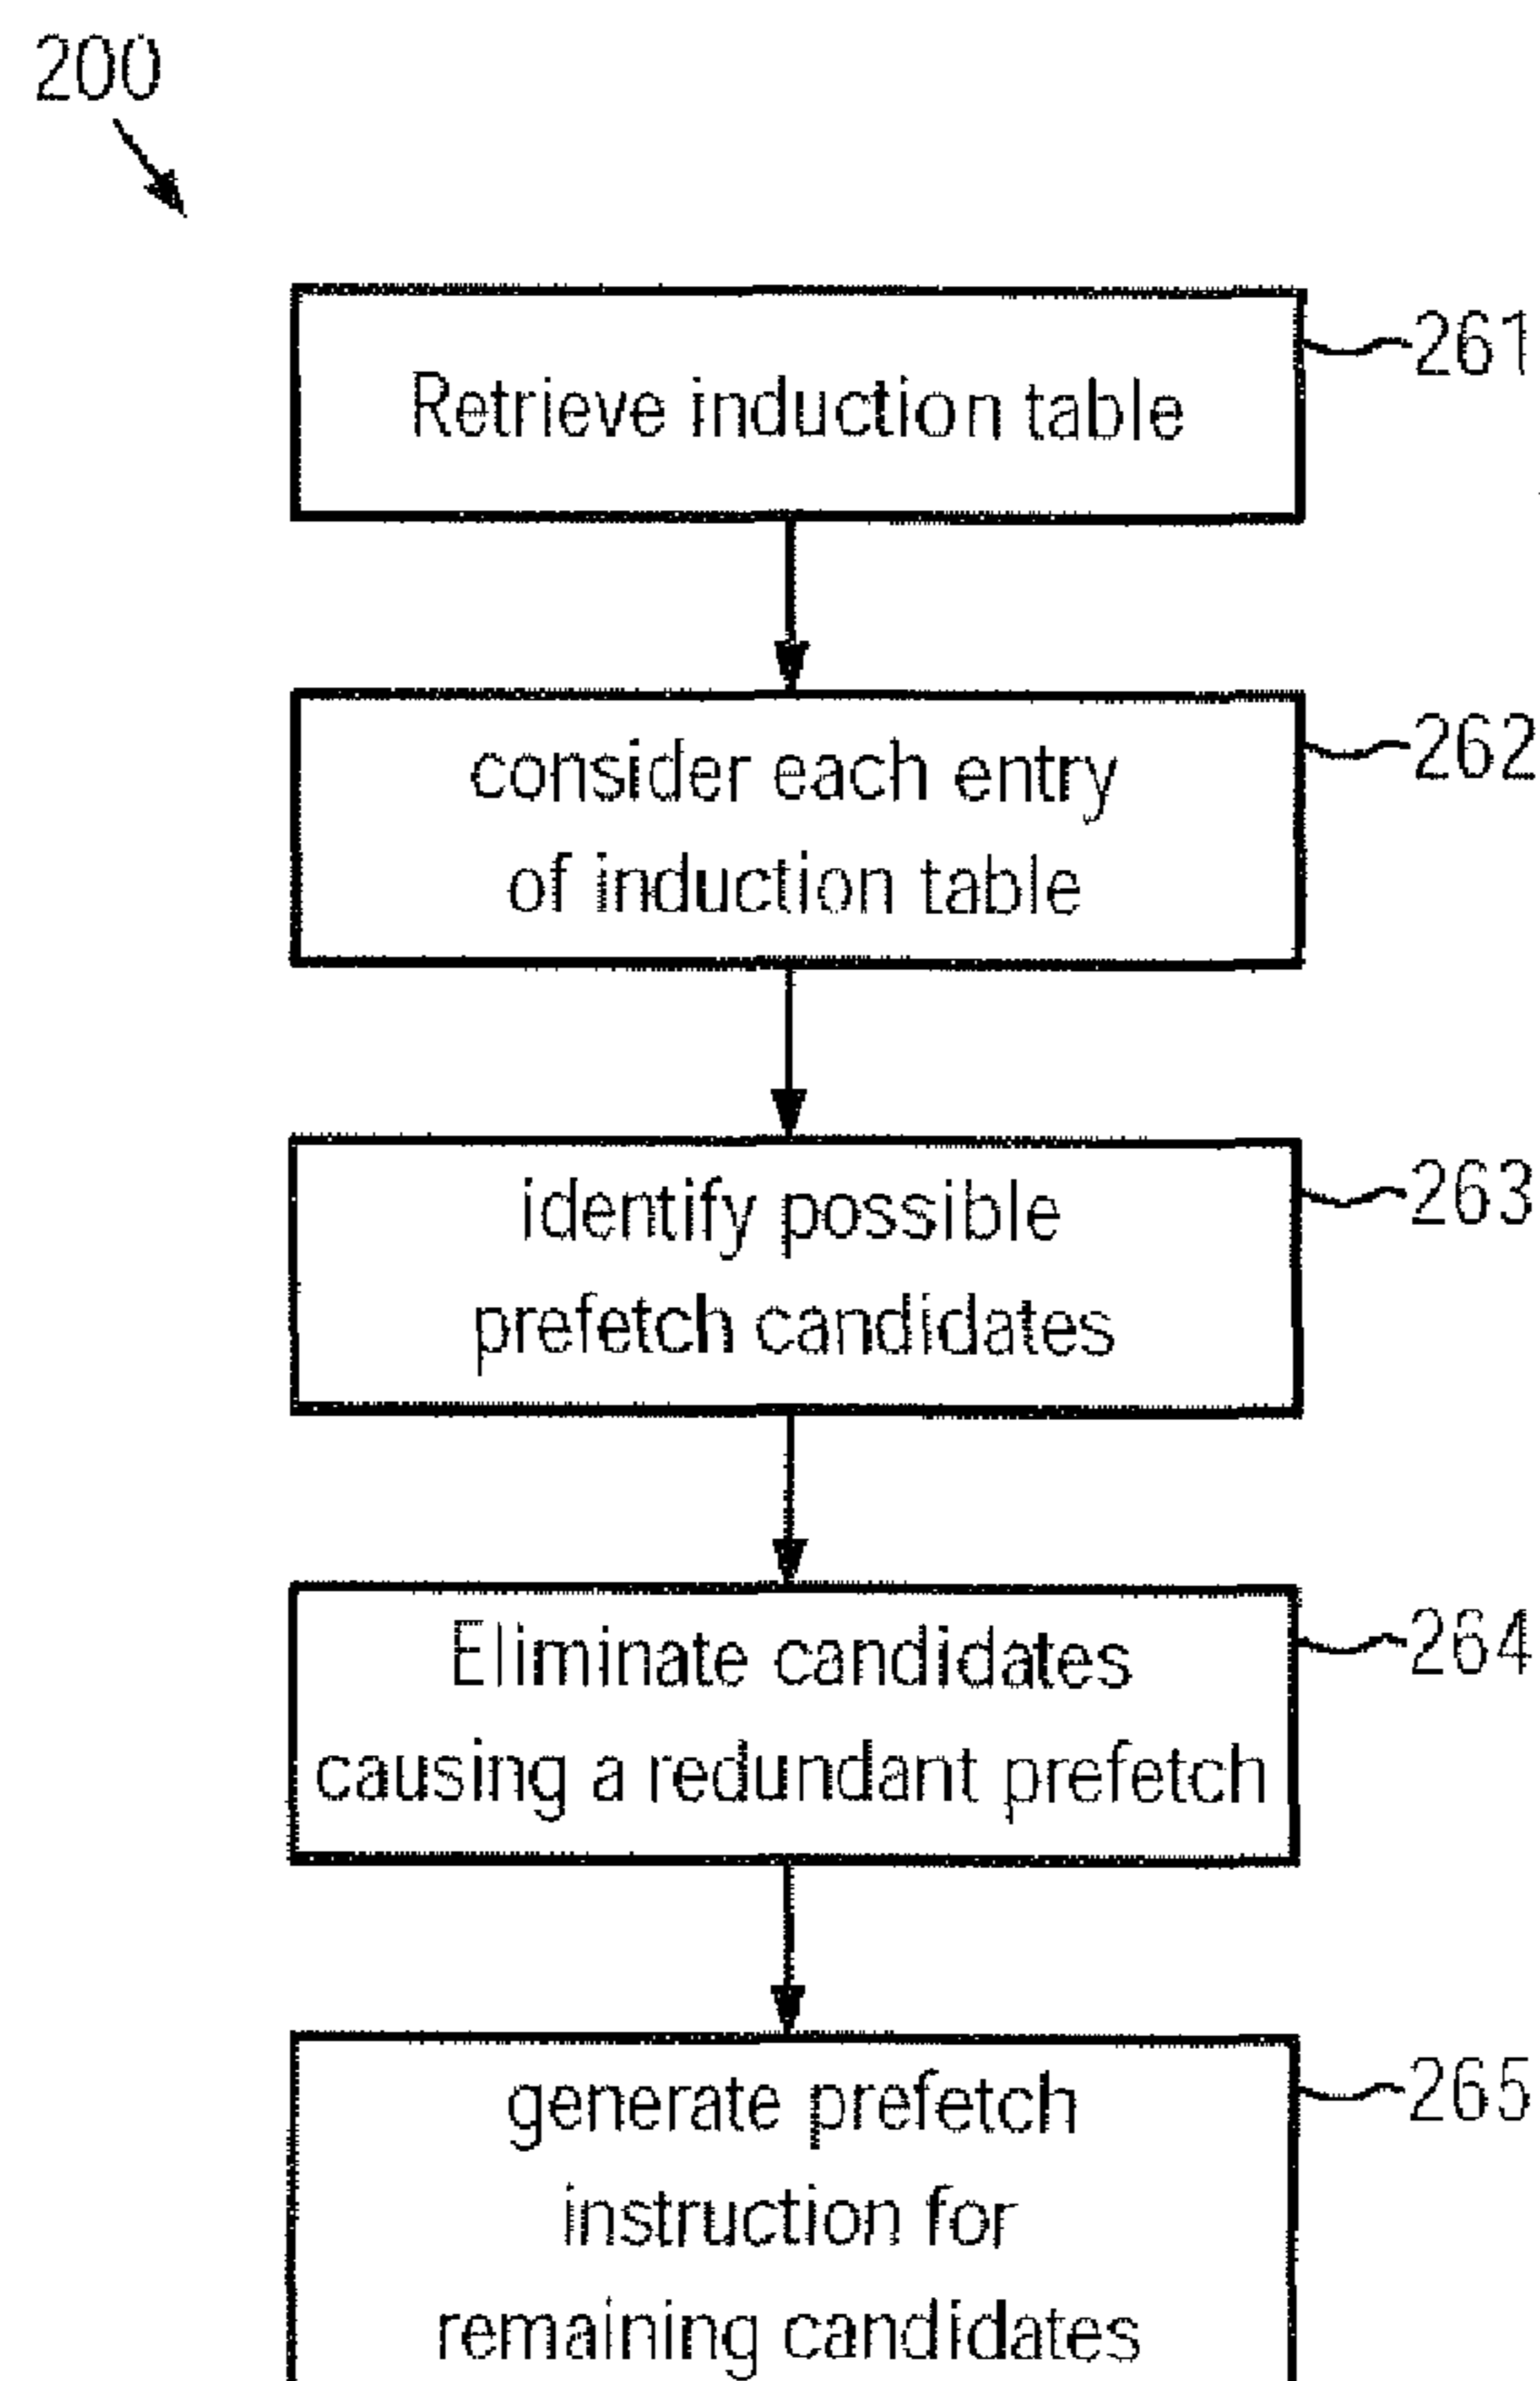 200
Retrieve induction table
261
consider each entry
of induction table
262
identify possible
prefetch candidates
263
Eliminate candidates
causing a redundant prefetch
264
generate prefetch
instruction for
remaining candidates
265